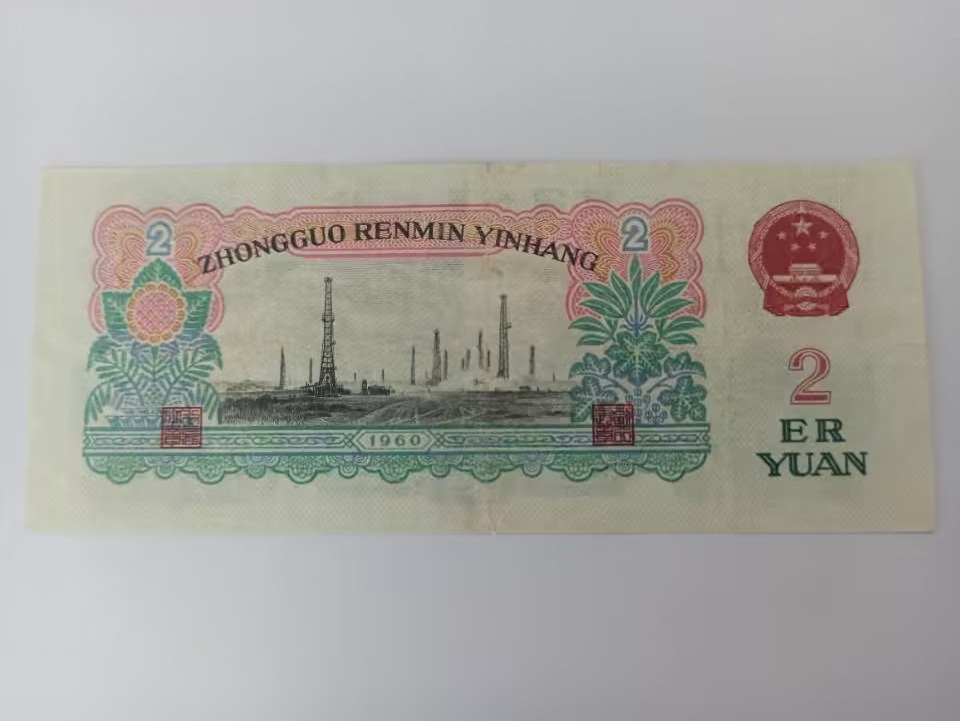 2
ZHONGGUO RENMIN YINHANG
2
1960
2
ER
YUAN